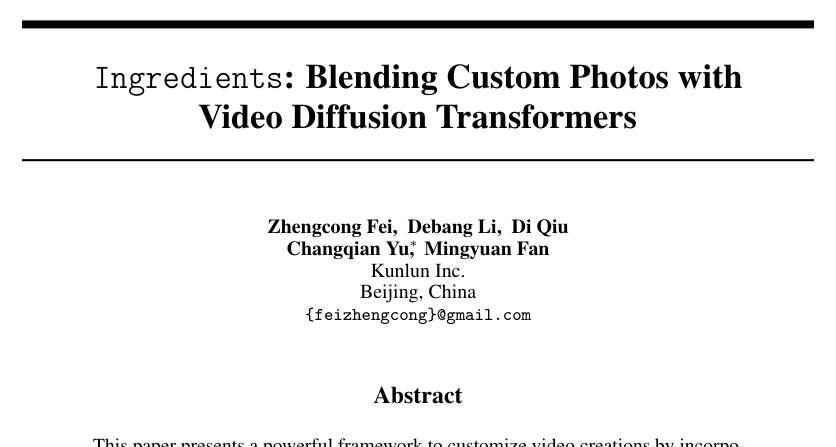 Ingredients: Blending Custom Photos with
Video Diffusion Transformers
Zhengcong Fei, Debang Li, Di Qiu
Changqian Yu,* Mingyuan Fan
Kunlun Inc.
Beijing, China
{feizhengcong}@gmail.com
Abstract
This paper presents a powerful framework to customize video creations by incorpo-